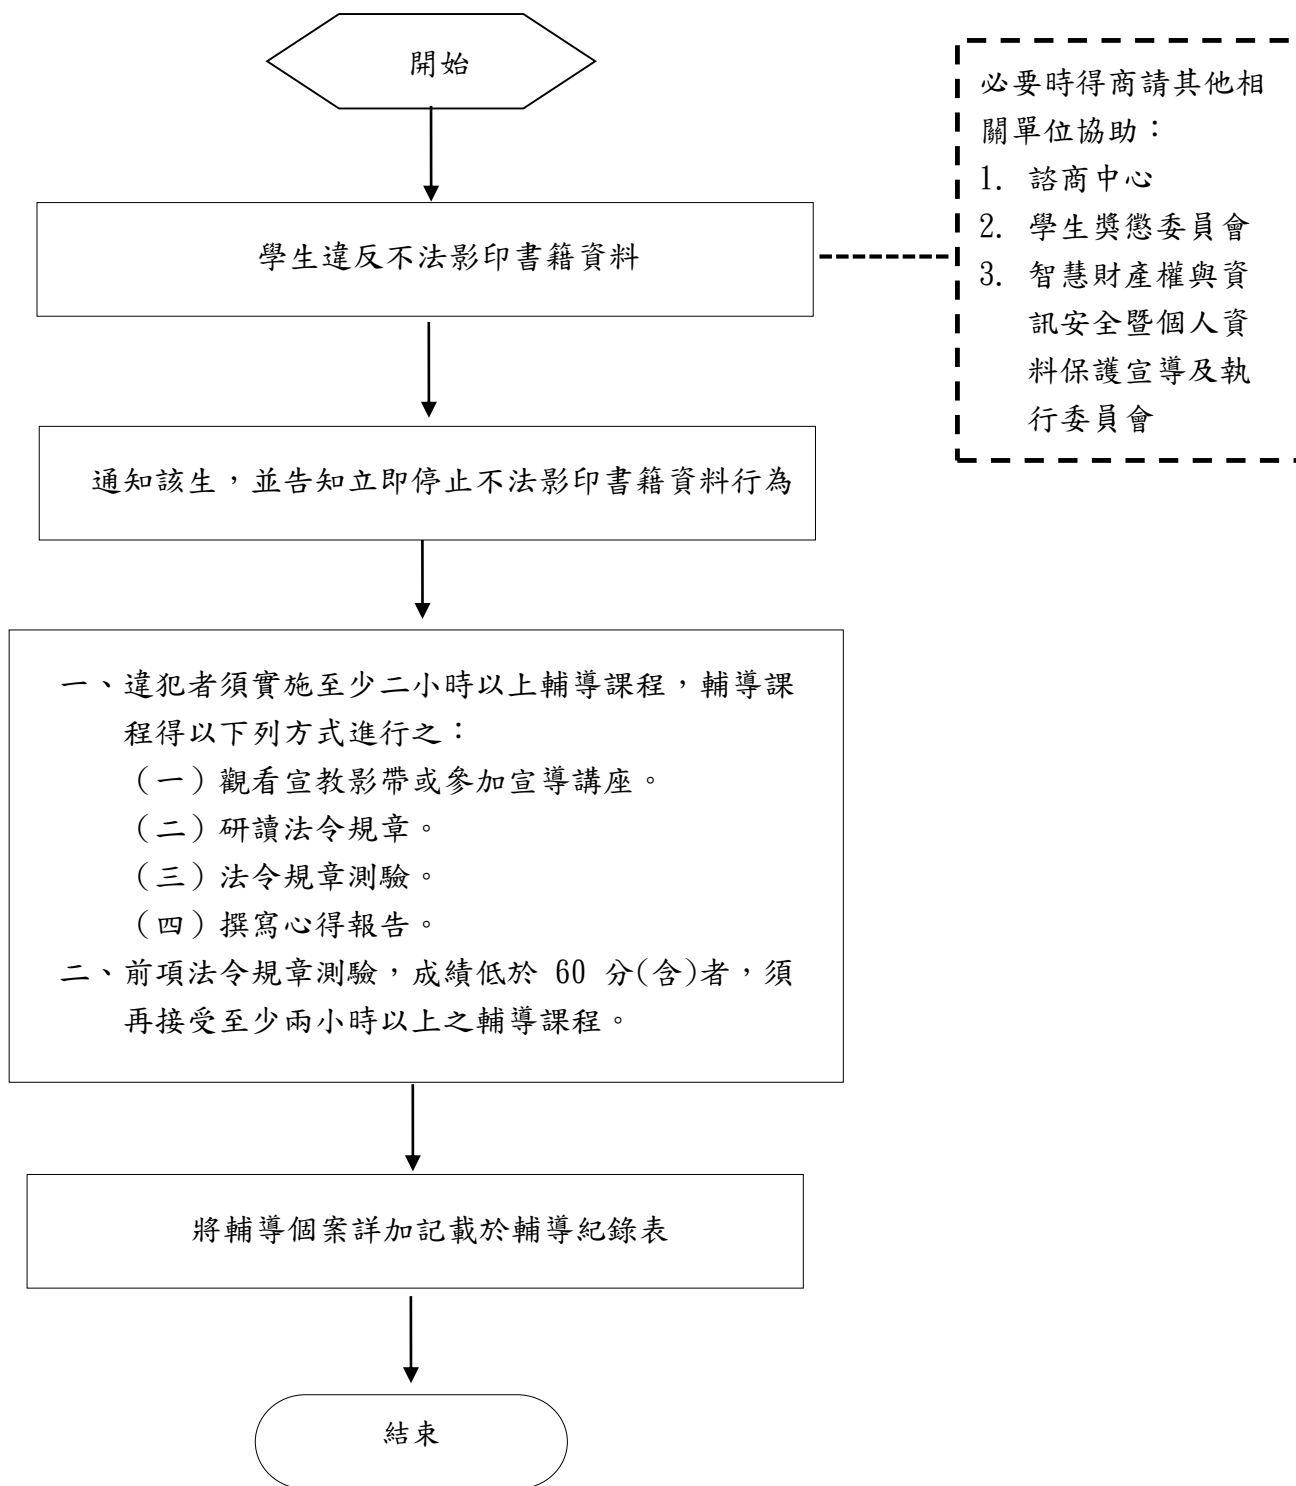 開始
必要時得商請其他相
關單位協助：
1. 諮商中心
2. 學生獎懲委員會
3. 智慧財產權與資
訊安全暨個人資
料保護宣導及執
行委員會
學生違反不法影印書籍資料
通知該生，並告知立即停止不法影印書籍資料行為
一、違犯者須實施至少二小時以上輔導課程，輔導課
程得以下列方式進行之：
（一）觀看宣教影帶或參加宣導講座。
（二）研讀法令規章。
（三）法令規章測驗。
（四）撰寫心得報告。
二、前項法令規章測驗，成績低於 60 分(含)者，須
再接受至少兩小時以上之輔導課程。
將輔導個案詳加記載於輔導紀錄表
結束